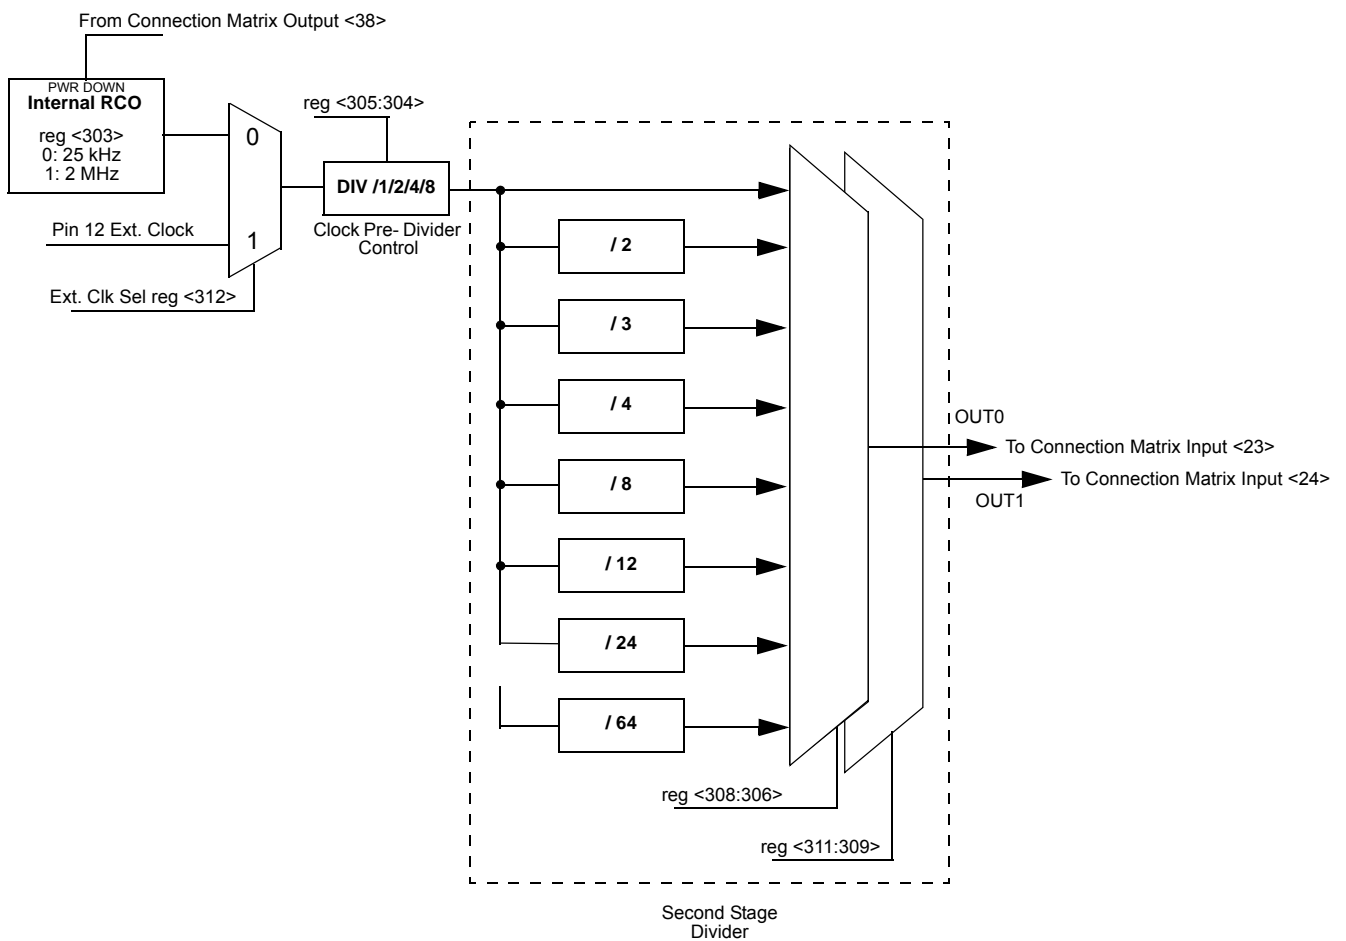 From Connection Matrix Output <38>
PWR DOWN
Internal RCO
reg <303>
0: 25 kHz
1: 2 MHz
0
1
Pin 12 Ext. Clock
Ext. Clk Sel reg <312>
reg <305:304>
DIV /1/2/4/8
Clock Pre- Divider
Control
/ 2
/ 3
/ 4
/ 8
/ 12
/ 24
/ 64
OUT0
To Connection Matrix Input <23>
To Connection Matrix Input <24>
OUT1
reg <308:306>
reg <311:309>
Second Stage
Divider